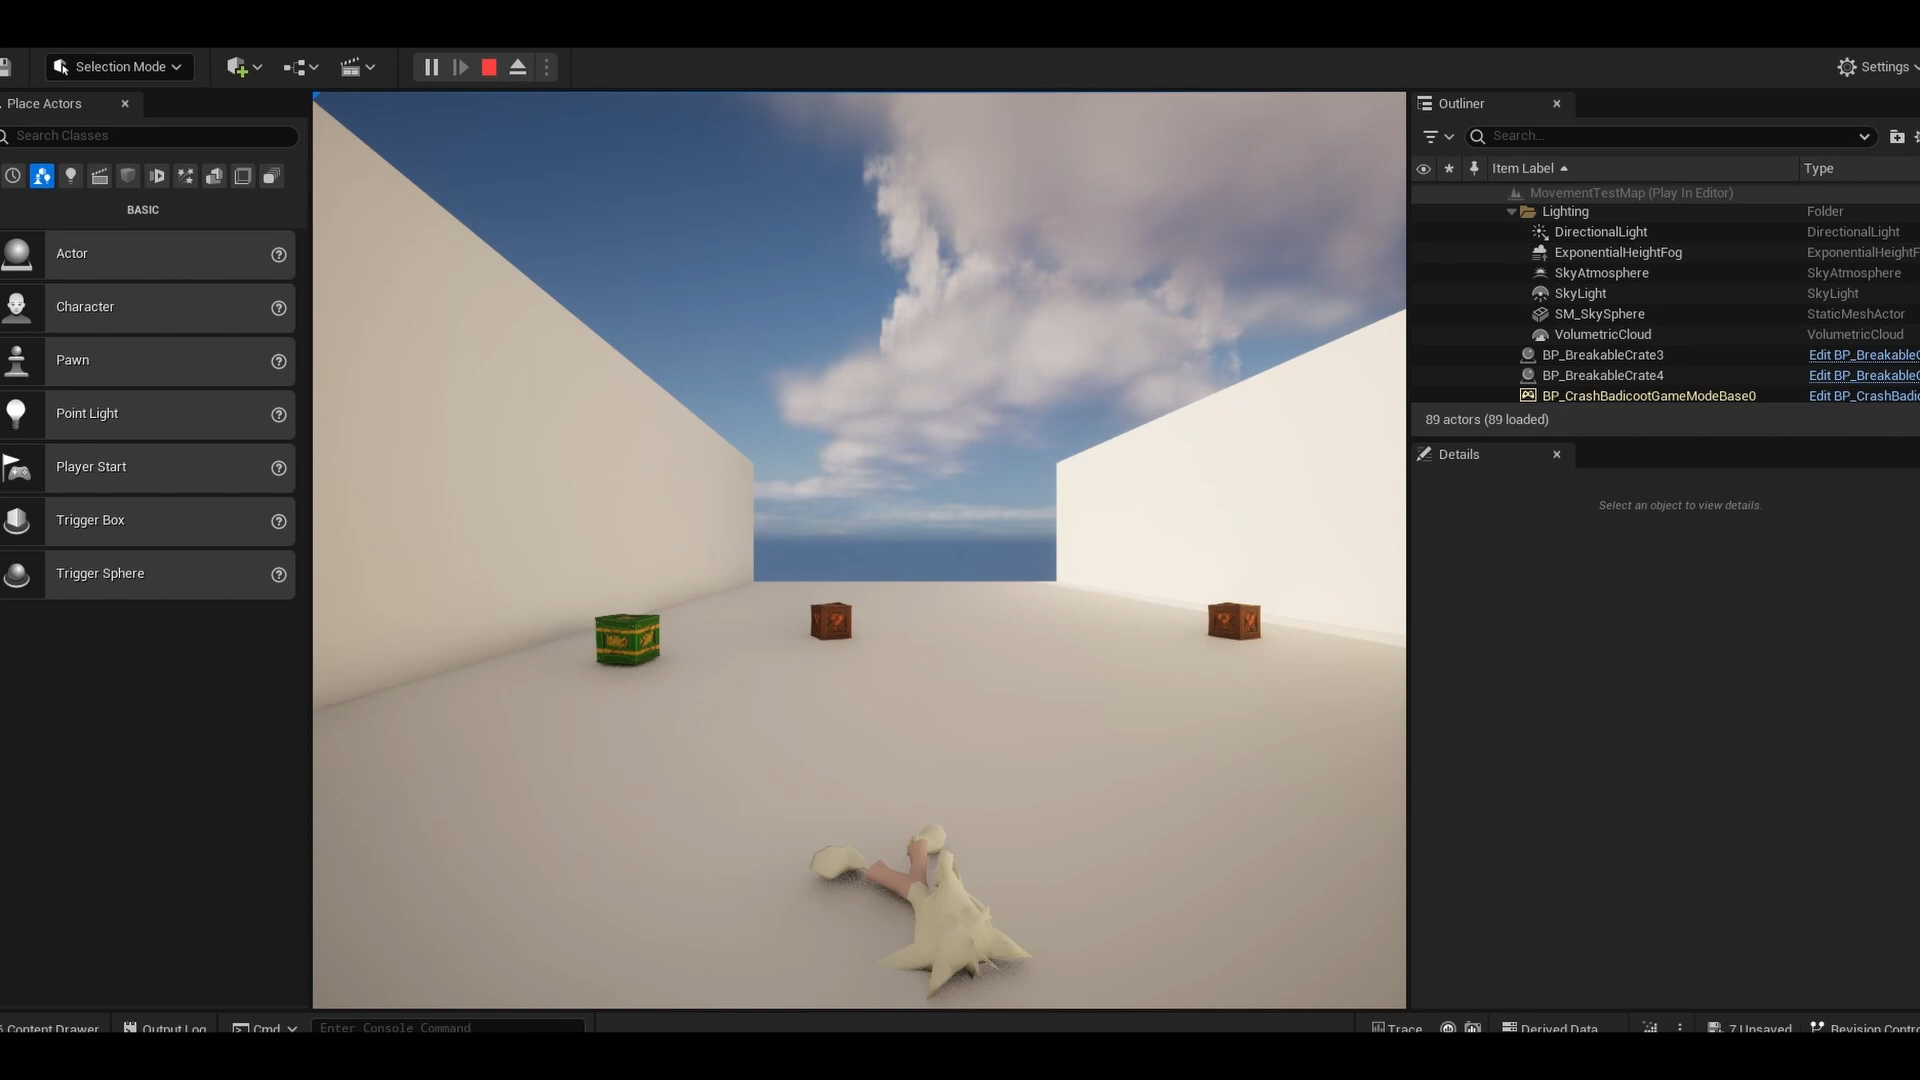 Selection Mode
Settings
Place Actors
Search Classes
BASIC
Actor
Character
Pawn
Point Light
Player Start
Trigger Box
Trigger Sphere
Outliner
Search...
Item Label Type
MovementTestMap (Play In Editor)
Lighting Folder
DirectionalLight DirectionalLight
ExponentialHeightFog ExponentialHeightF
SkyAtmosphere SkyAtmosphere
SkyLight SkyLight
SM_SkySphere StaticMeshActor
VolumetricCloud VolumetricCloud
BP_BreakableCrate3 Edit BP_Breakable
BP_BreakableCrate4 Edit BP_Breakable
BP_CrashBadicootGameModeBase0 Edit BP_CrashBadic
89 actors (89 loaded)
Details
Select an object to view details.
Content Drawer Output Log Cmd Enter Console Command Trace Derived Data 7 Unsaved Revision Contro